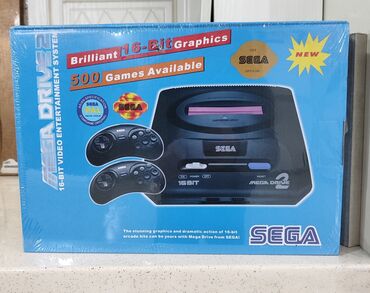 Brilliant 16-Bit Graphics
500 Games Available
NEW
SEGA
MEGA DRIVE 2
16-BIT VIDEO ENTERTAINMENT SYSTEM
SEGA
SEGA
SEGA
16BIT
MEGA DRIVE 2
The stunning graphics and dramatic action of 16-bit
arcade hits can be yours with Mega Drive from SEGA!
SEGA